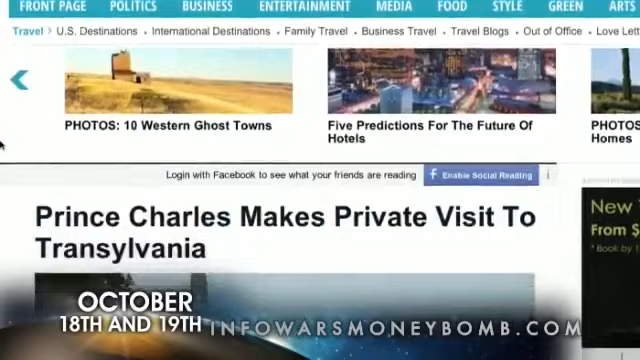 FRONT PAGE POLITICS BUSINESS ENTERTAINMENT MEDIA FOOD STYLE GREEN ARTS
Travel U.S. Destinations International Destinations Family Travel Business Travel Travel Blogs Out of Office Love
PHOTOS: 10 Western Ghost Towns
Five Predictions For The Future Of
Hotels
PHOTOS
Homes
Login with Facebook to see what your friends are reading
f Enable Social Reading
i
Prince Charles Makes Private Visit To
Transylvania
New
From $
* Book by
OCTOBER
18TH AND 19TH
INFOWARSMONEYBOMB.COM